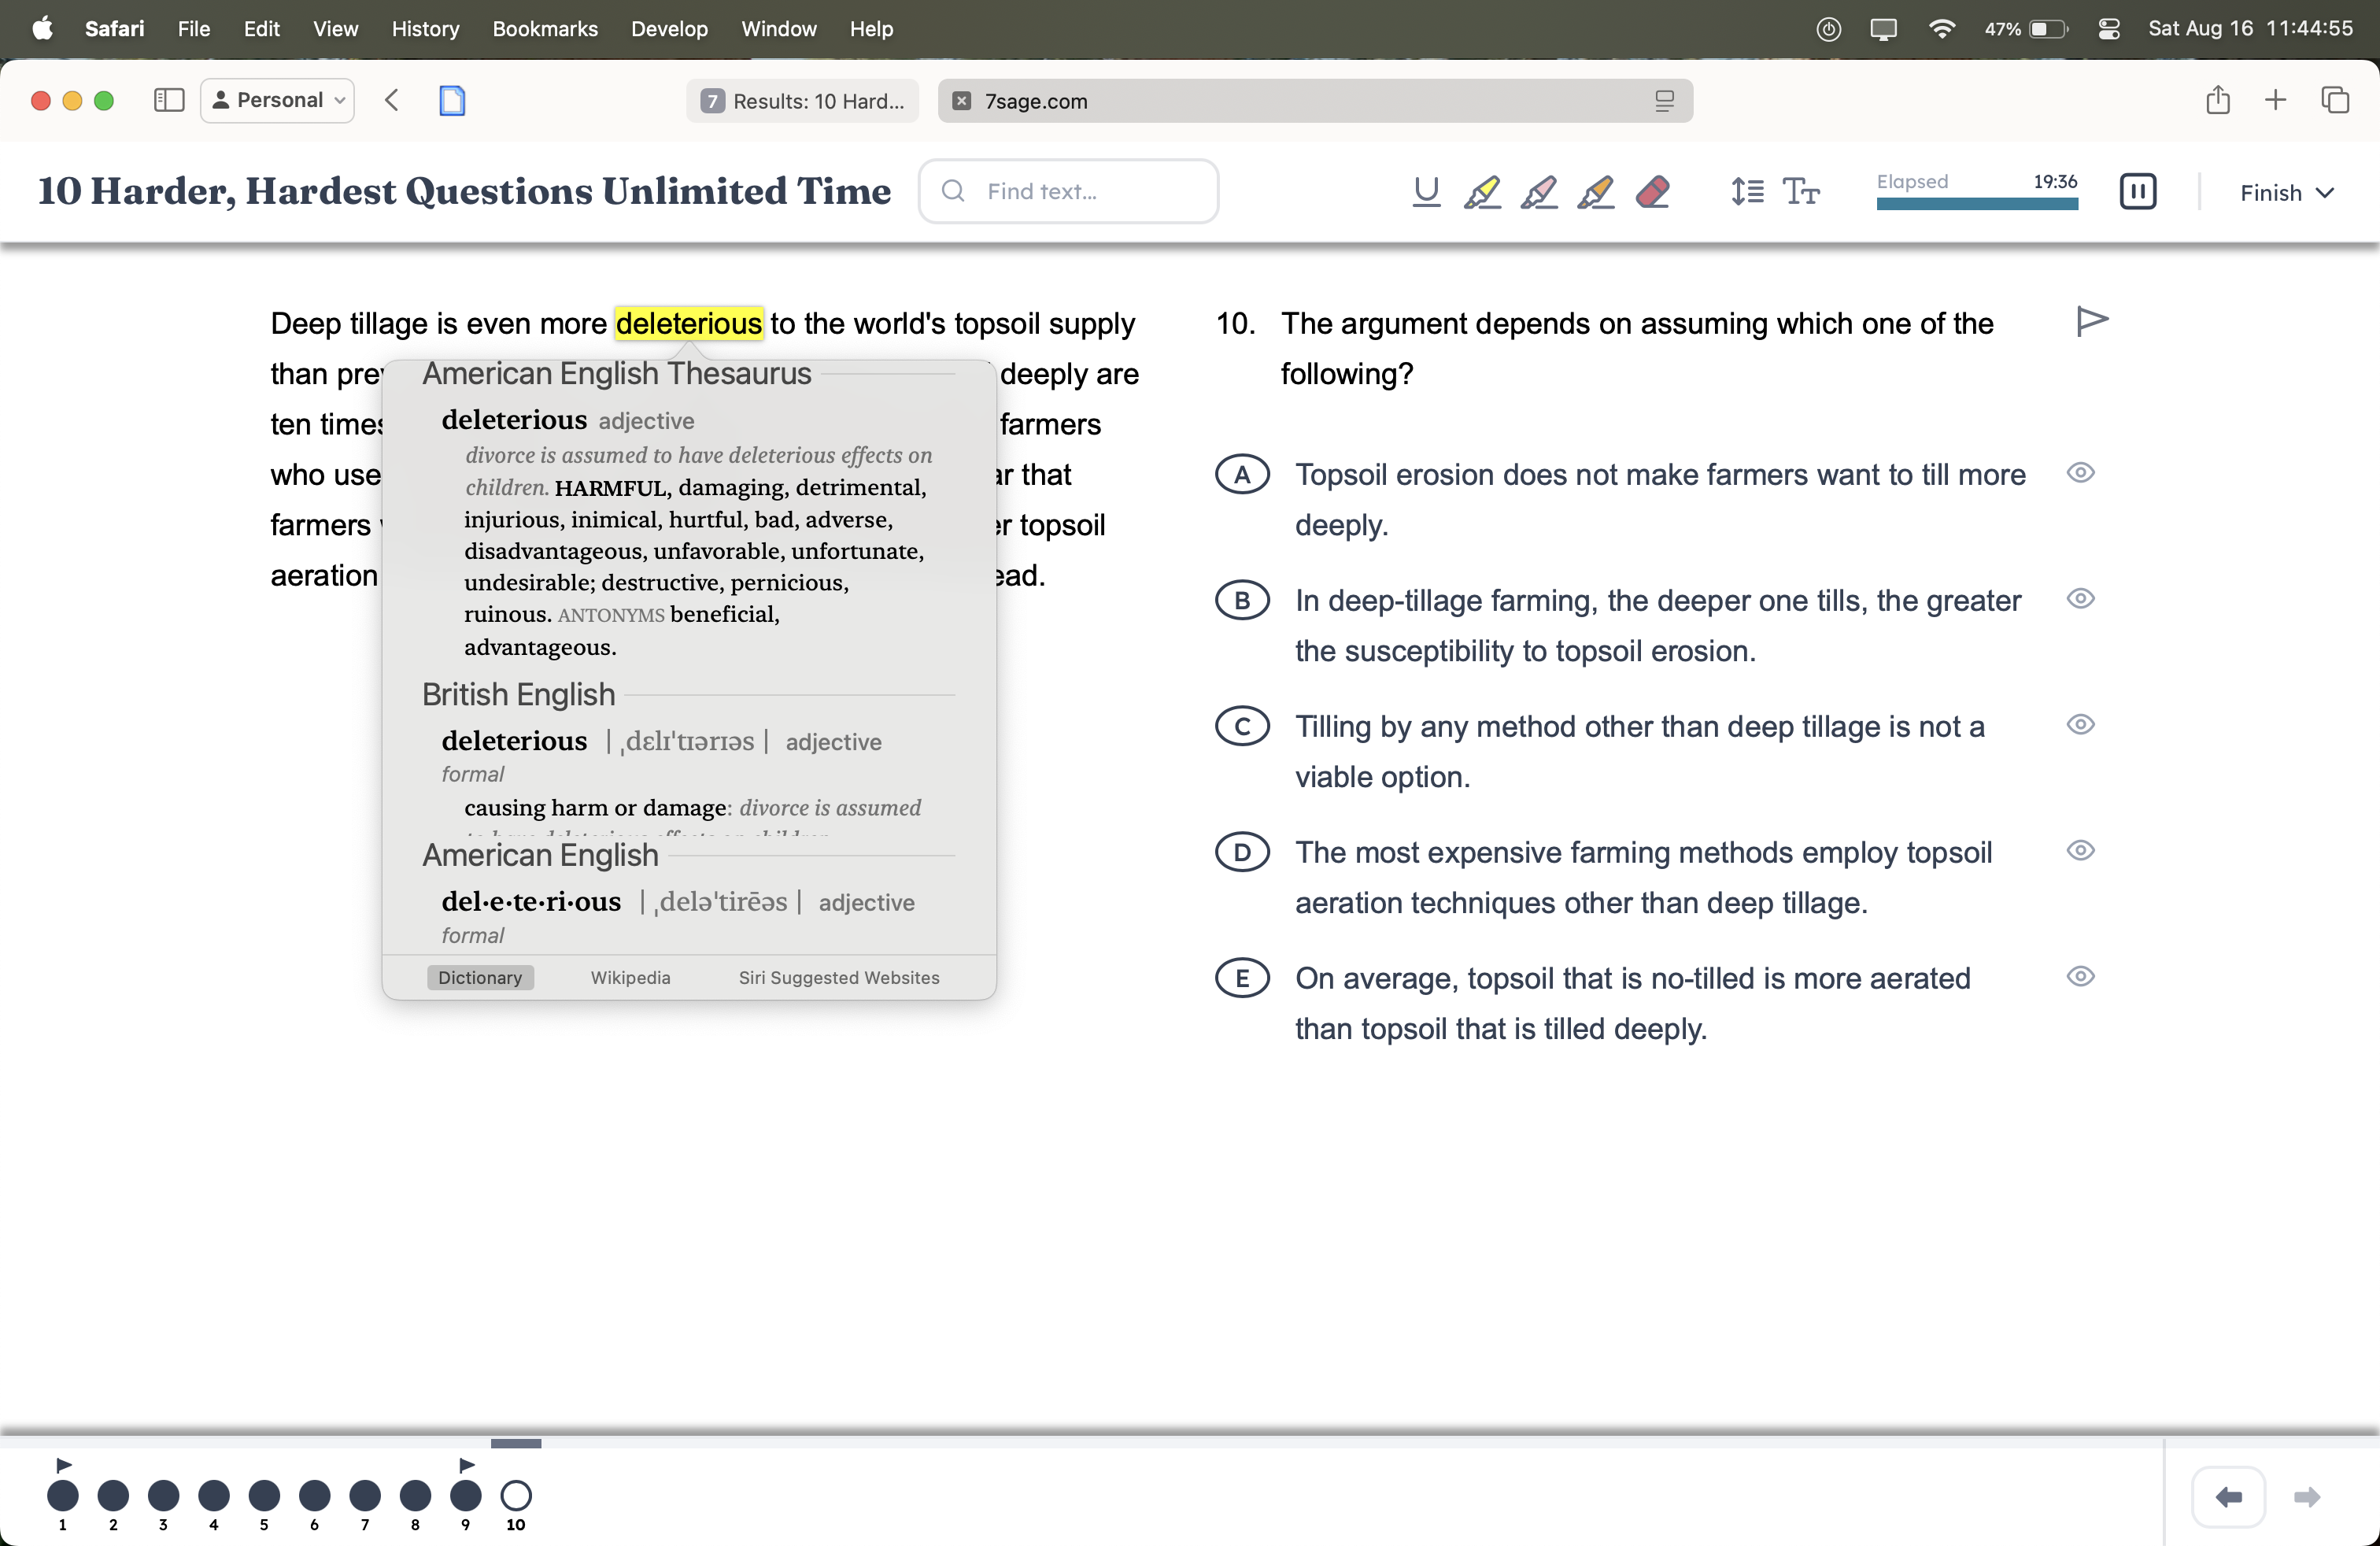 Safari File Edit View History Bookmarks Develop Window Help 47% Sat Aug 16 11:44:55
Personal 7 Results: 10 Hard... 7sage.com
10 Harder, Hardest Questions Unlimited Time Find text... Elapsed 19:36 Finish
Deep tillage is even more deleterious to the world's topsoil supply
than pre deeply are
ten times farmers
who use ar that
farmers er topsoil
aeration ead.
American English Thesaurus
deleterious adjective
divorce is assumed to have deleterious effects on
children. HARMFUL, damaging, detrimental,
injurious, inimical, hurtful, bad, adverse,
disadvantageous, unfavorable, unfortunate,
undesirable; destructive, pernicious,
ruinous. ANTONYMS beneficial,
advantageous.
British English
deleterious | ˌdɛlɪˈtɪərɪəs | adjective
formal
causing harm or damage: divorce is assumed
to have deleterious effects on children
American English
del·e·te·ri·ous | ˌdeləˈtirēəs | adjective
formal
Dictionary Wikipedia Siri Suggested Websites
10. The argument depends on assuming which one of the
following?
A Topsoil erosion does not make farmers want to till more
deeply.
B In deep-tillage farming, the deeper one tills, the greater
the susceptibility to topsoil erosion.
C Tilling by any method other than deep tillage is not a
viable option.
D The most expensive farming methods employ topsoil
aeration techniques other than deep tillage.
E On average, topsoil that is no-tilled is more aerated
than topsoil that is tilled deeply.
1 2 3 4 5 6 7 8 9 10